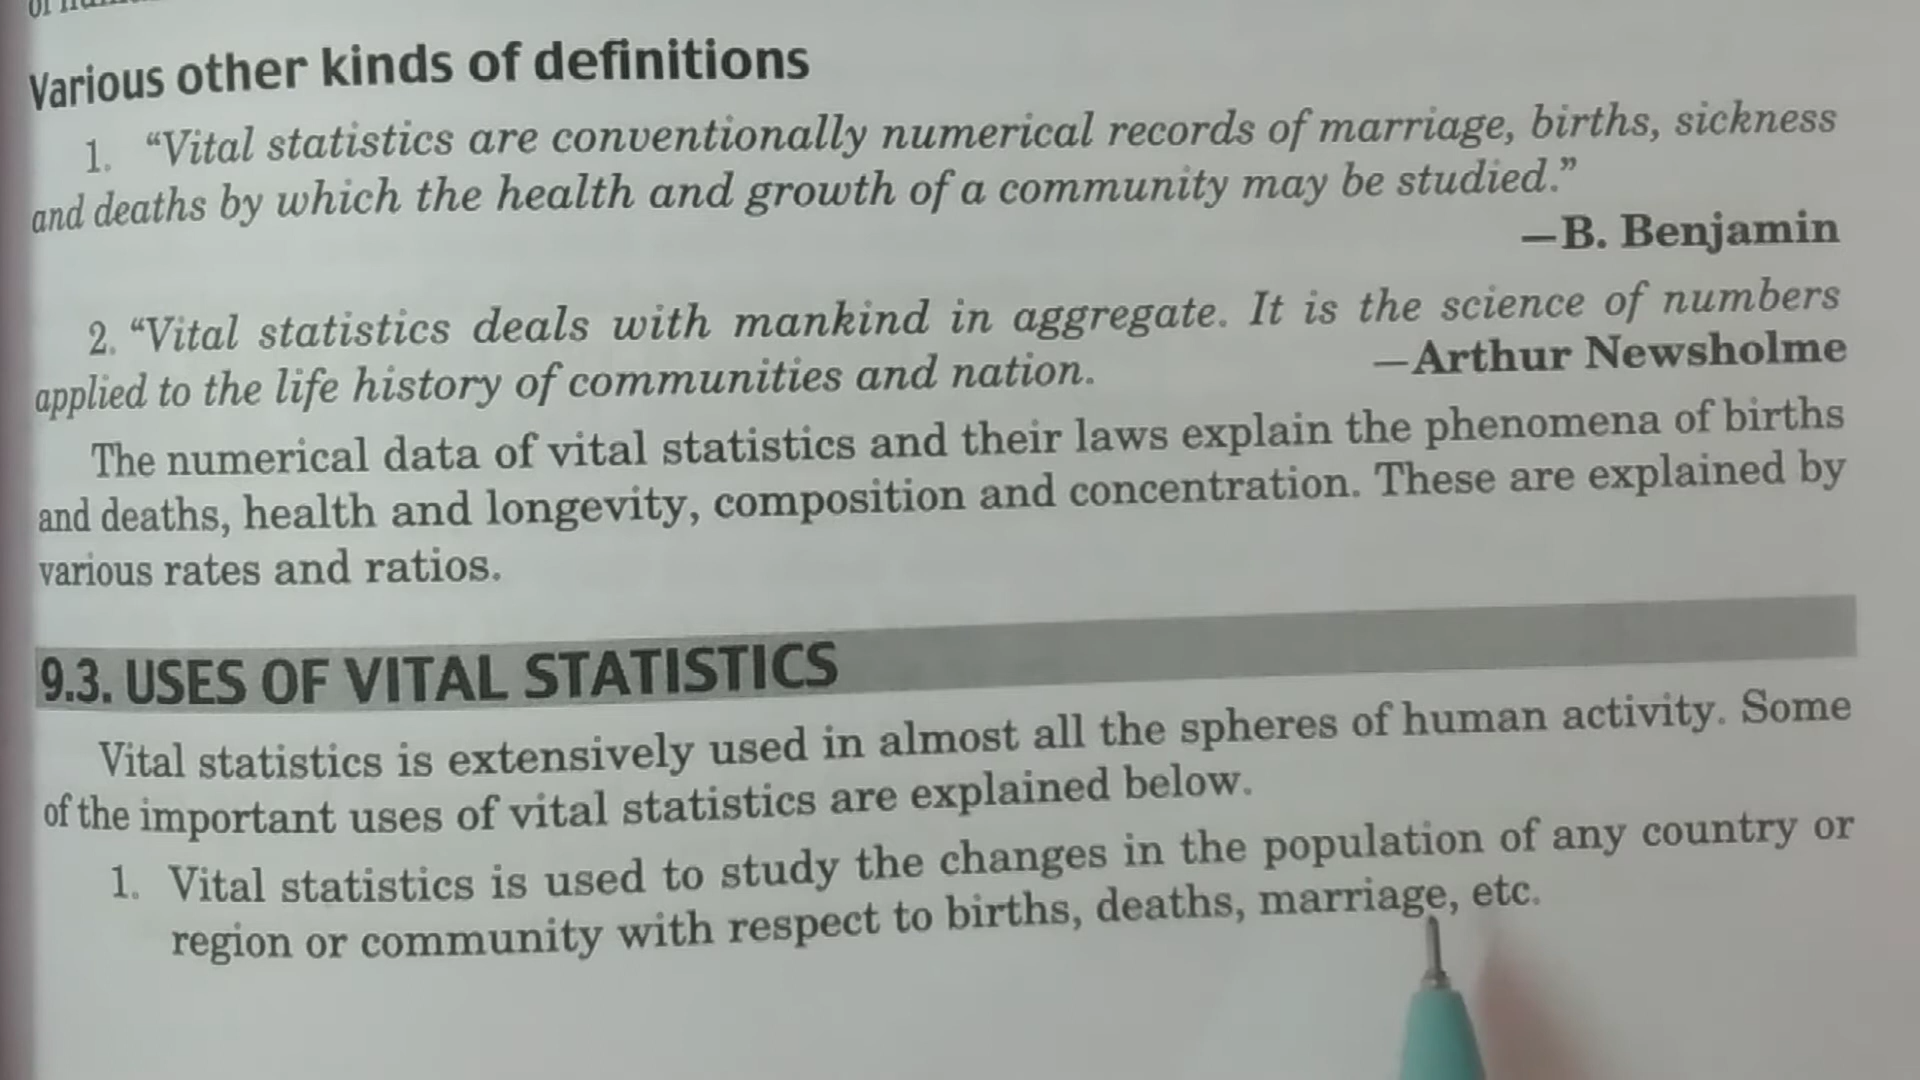 Various other kinds of definitions
1. “Vital statistics are conventionally numerical records of marriage, births, sickness
and deaths by which the health and growth of a community may be studied.”
—B. Benjamin
2. “Vital statistics deals with mankind in aggregate. It is the science of numbers
applied to the life history of communities and nation. —Arthur Newsholme
The numerical data of vital statistics and their laws explain the phenomena of births
and deaths, health and longevity, composition and concentration. These are explained by
various rates and ratios.
9.3. USES OF VITAL STATISTICS
Vital statistics is extensively used in almost all the spheres of human activity. Some
of the important uses of vital statistics are explained below.
1. Vital statistics is used to study the changes in the population of any country or
region or community with respect to births, deaths, marriage, etc.